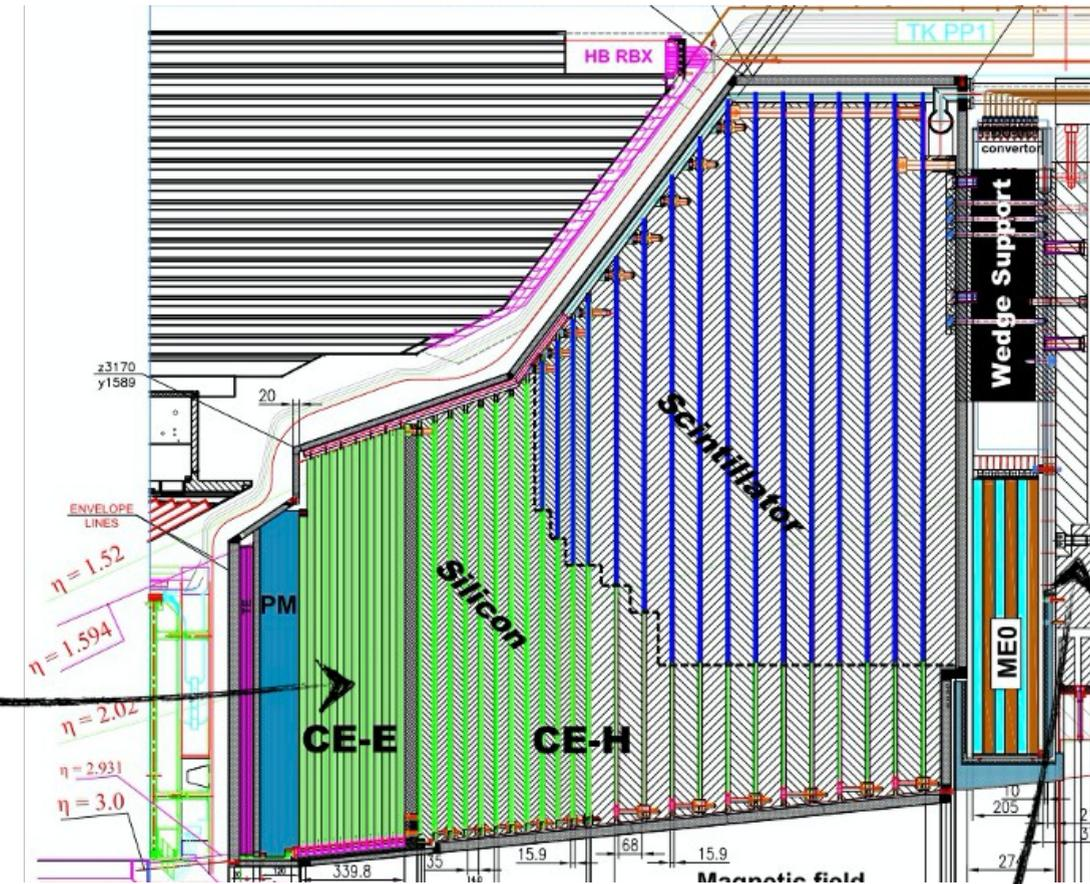 TK PP1
HB RBX
convertor
Wedge Support
z3170
y1589
20
Scintillator
ENVELOPE
LINES
η = 1.52
Silicon
PM
η = 1.594
ME0
η = 2.02
CE-E
CE-H
η = 2.931
η = 3.0
10
205
68
15.9
15.9
35
339.8
Magnetic field